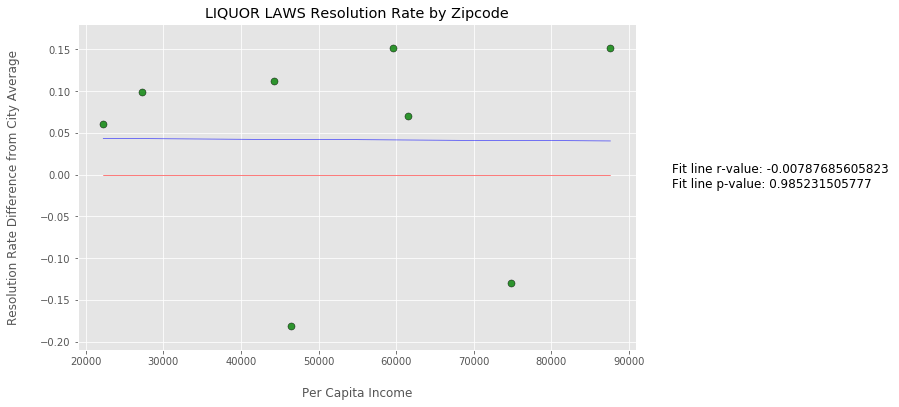 LIQUOR LAWS Resolution Rate by Zipcode
Resolution Rate Difference from City Average
0.15
0.10
0.05
0.00
−0.05
−0.10
−0.15
−0.20
20000 30000 40000 50000 60000 70000 80000 90000
Per Capita Income
Fit line r-value: -0.00787685605823
Fit line p-value: 0.985231505777